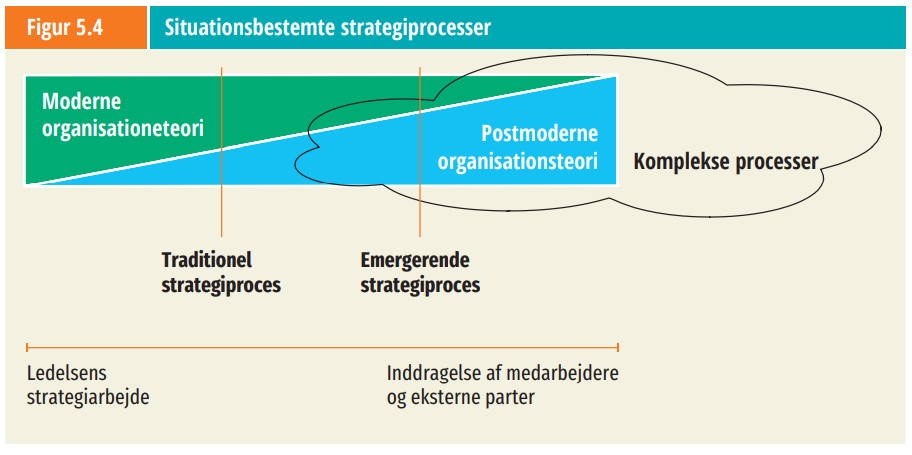 Figur 5.4
Situationsbestemte strategiprocesser
Moderne
organisationeteori
Postmoderne
organisationsteori
Komplekse processer
Traditionel
strategiproces
Emergerende
strategiproces
Ledelsens
strategiarbejde
Inddragelse af medarbejdere
og eksterne parter